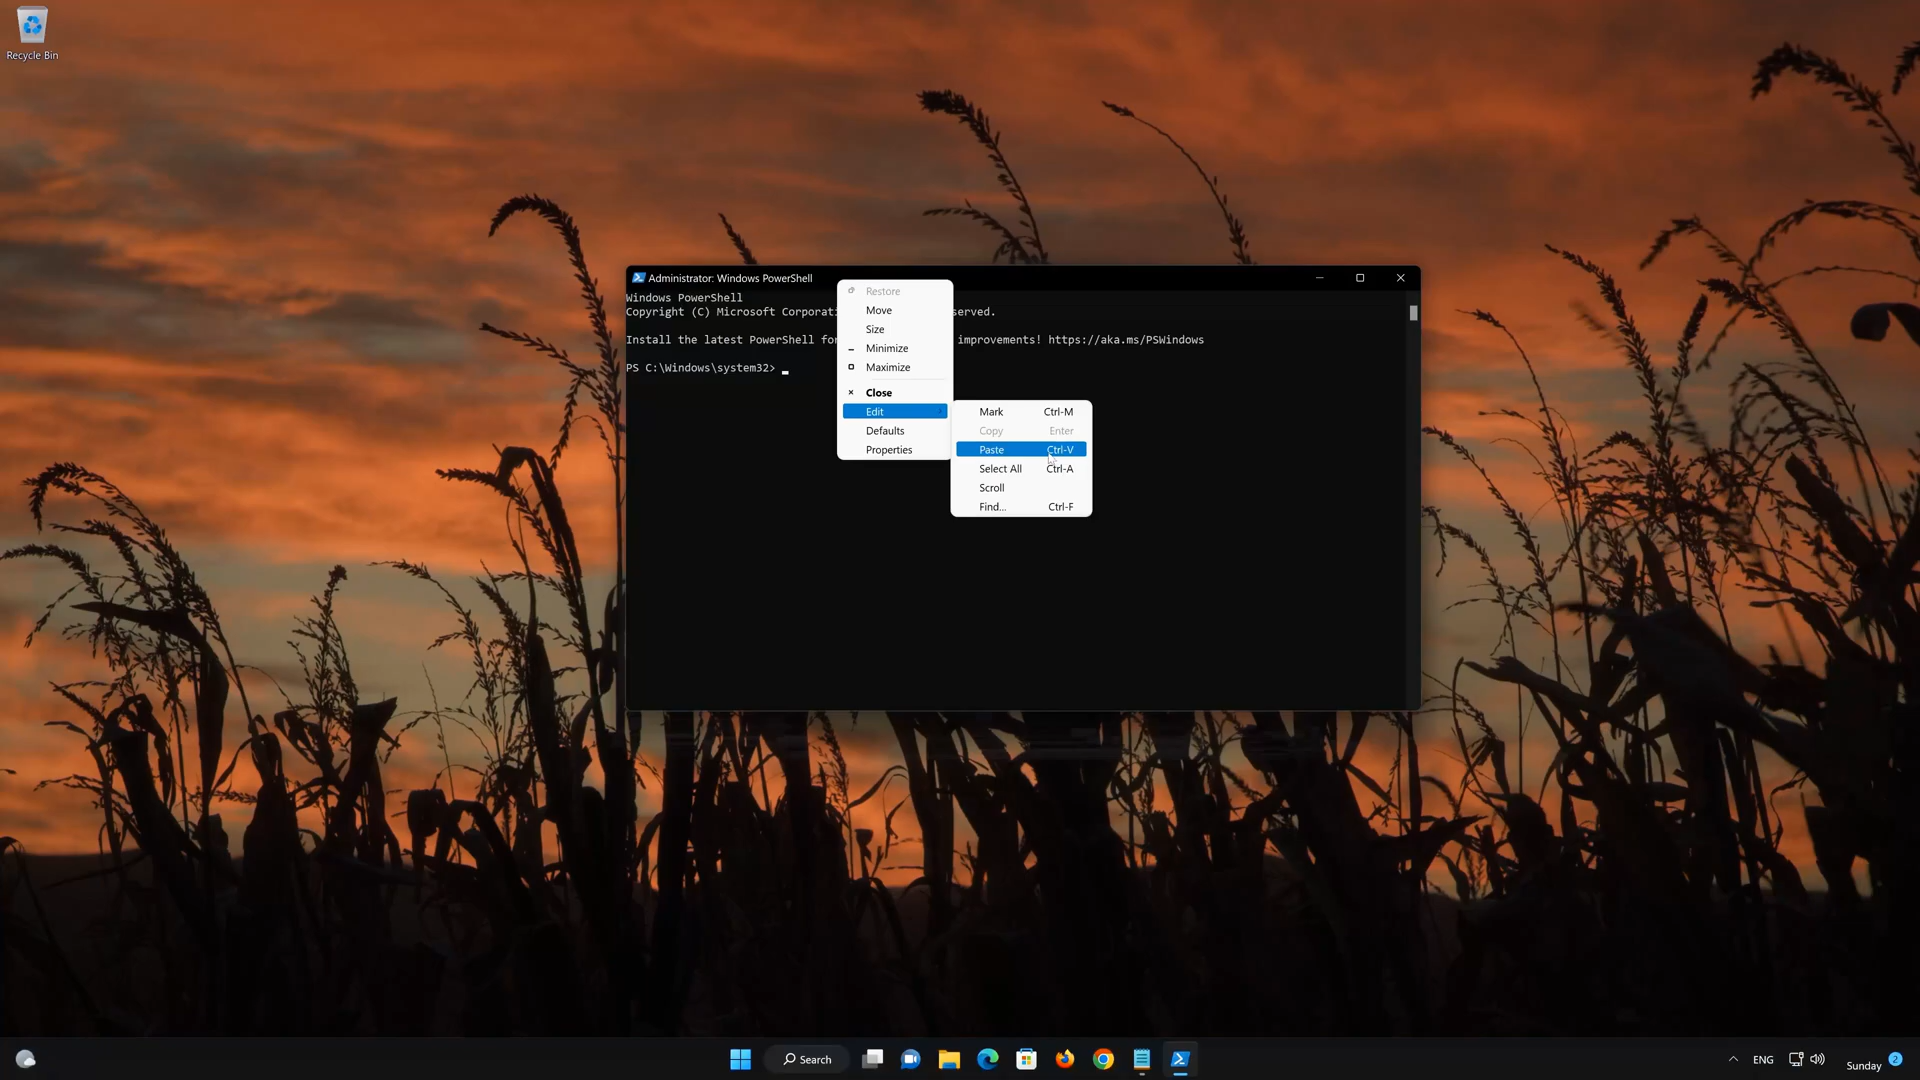 Recycle Bin
Administrator: Windows PowerShell
Windows PowerShell
Copyright (C) Microsoft Corporati served.
Install the latest PowerShell for improvements! https://aka.ms/PSWindows
PS C:\Windows\system32> _
Restore
Move
Size
Minimize
Maximize
Close
Edit
Defaults
Properties
Mark Ctrl-M
Copy Enter
Paste Ctrl-V
Select All Ctrl-A
Scroll
Find... Ctrl-F
Search
ENG
Sunday 2